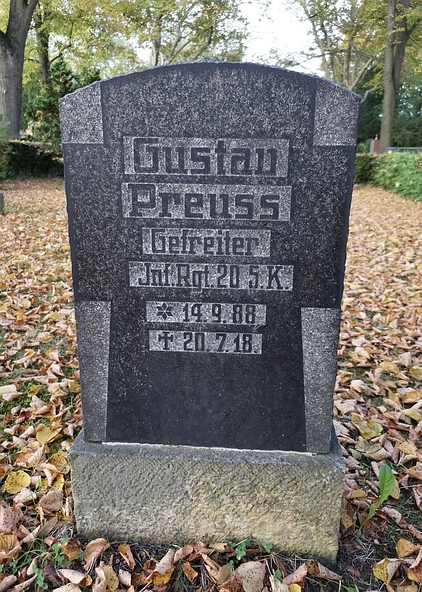 Gustav
Preuss
Gefreiter
Inf. Rgt. 20 5. K.
* 14.9.88
† 20.7.18.